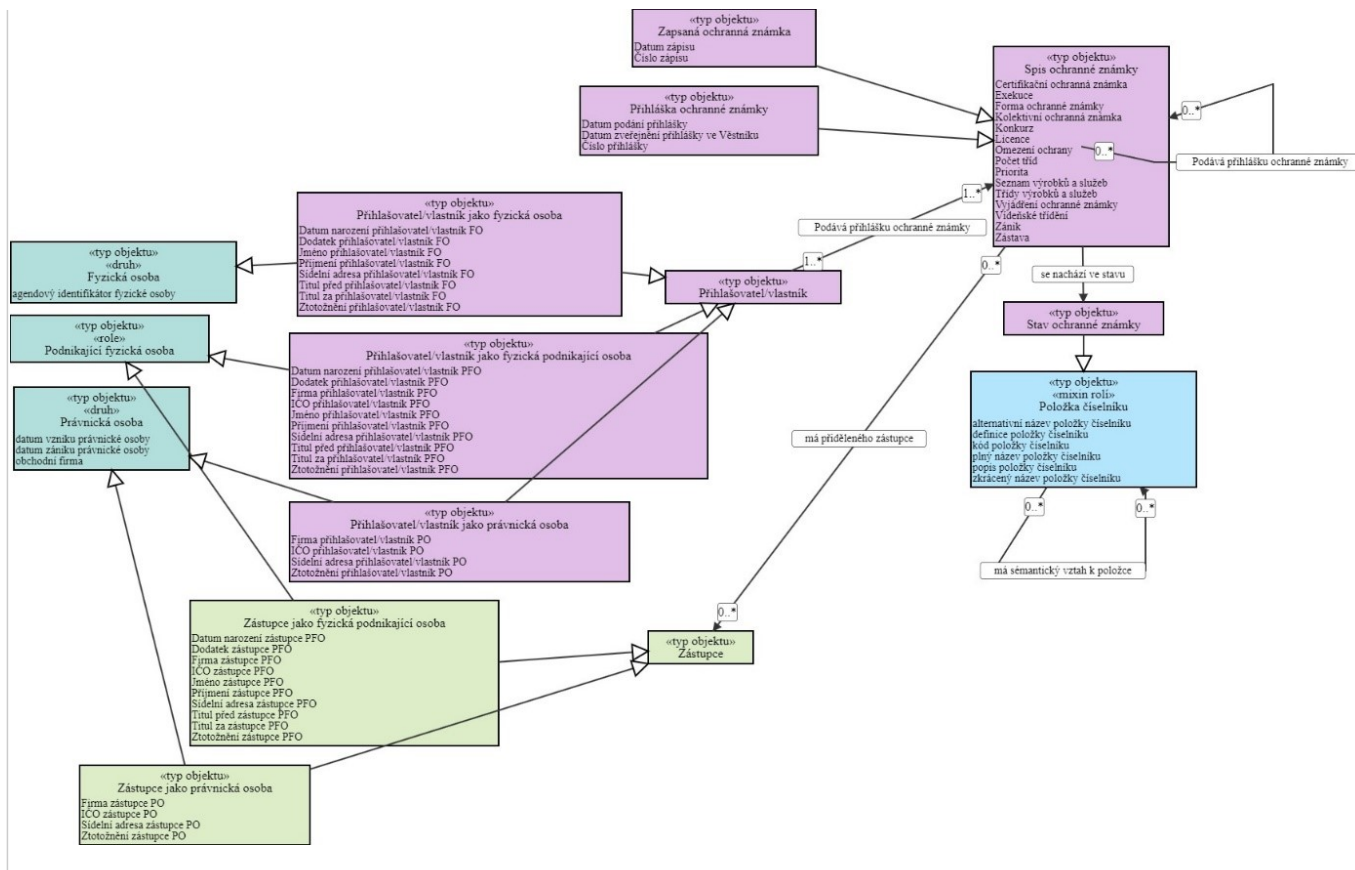 «typ objektu»
Zapsaná ochranná známka
Datum zápisu
Číslo zápisu
«typ objektu»
Přihláška ochranné známky
Datum podání přihlášky
Datum zveřejnění přihlášky ve Věstníku
Číslo přihlášky
«typ objektu»
Spis ochranné známky
Certifikační ochranná známka
Exekuce
Forma ochranné známky
Kolektivní ochranná známka
Konkurz
Licence
Omezení ochrany
Počet tříd
Priorita
Seznam výrobků a služeb
Třídy výrobků a služeb
Vyjádření ochranné známky
Vídeňské třídění
Zánik
Zástava
0..*
0..*
Podává přihlášku ochranné známky
1..*
Podává přihlášku ochranné známky
1..*
0..*
«typ objektu»
Přihlašovatel/vlastník jako fyzická osoba
Datum narození přihlašovatel/vlastník FO
Dodatek přihlašovatel/vlastník FO
Jméno přihlašovatel/vlastník FO
Příjmení přihlašovatel/vlastník FO
Sídelní adresa přihlašovatel/vlastník FO
Titul před přihlašovatel/vlastník FO
Titul za přihlašovatel/vlastník FO
Ztotožnění přihlašovatel/vlastník FO
«typ objektu»
«druh»
Fyzická osoba
agendový identifikátor fyzické osoby
«typ objektu»
Přihlašovatel/vlastník
se nachází ve stavu
«typ objektu»
Stav ochranné známky
«typ objektu»
«role»
Podnikající fyzická osoba
«typ objektu»
Přihlašovatel/vlastník jako fyzická podnikající osoba
Datum narození přihlašovatel/vlastník PFO
Dodatek přihlašovatel/vlastník PFO
Firma přihlašovatel/vlastník PFO
IČO přihlašovatel/vlastník PFO
Jméno přihlašovatel/vlastník PFO
Příjmení přihlašovatel/vlastník PFO
Sídelní adresa přihlašovatel/vlastník PFO
Titul před přihlašovatel/vlastník PFO
Titul za přihlašovatel/vlastník PFO
Ztotožnění přihlašovatel/vlastník PFO
«typ objektu»
«druh»
Právnická osoba
datum vzniku právnické osoby
datum zániku právnické osoby
obchodní firma
«typ objektu»
«mixin rolí»
Položka číselníku
alternativní název položky číselníku
definice položky číselníku
kód položky číselníku
plný název položky číselníku
popis položky číselníku
zkrácený název položky číselníku
0..*
0..*
má sémantický vztah k položce
má přiděleného zástupce
«typ objektu»
Přihlašovatel/vlastník jako právnická osoba
Firma přihlašovatel/vlastník PO
IČO přihlašovatel/vlastník PO
Sídelní adresa přihlašovatel/vlastník PO
Ztotožnění přihlašovatel/vlastník PO
«typ objektu»
Zástupce jako fyzická podnikající osoba
Datum narození zástupce PFO
Dodatek zástupce PFO
Firma zástupce PFO
IČO zástupce PFO
Jméno zástupce PFO
Příjmení zástupce PFO
Sídelní adresa zástupce PFO
Titul před zástupce PFO
Titul za zástupce PFO
Ztotožnění zástupce PFO
0..*
«typ objektu»
Zástupce
«typ objektu»
Zástupce jako právnická osoba
Firma zástupce PO
IČO zástupce PO
Sídelní adresa zástupce PO
Ztotožnění zástupce PO